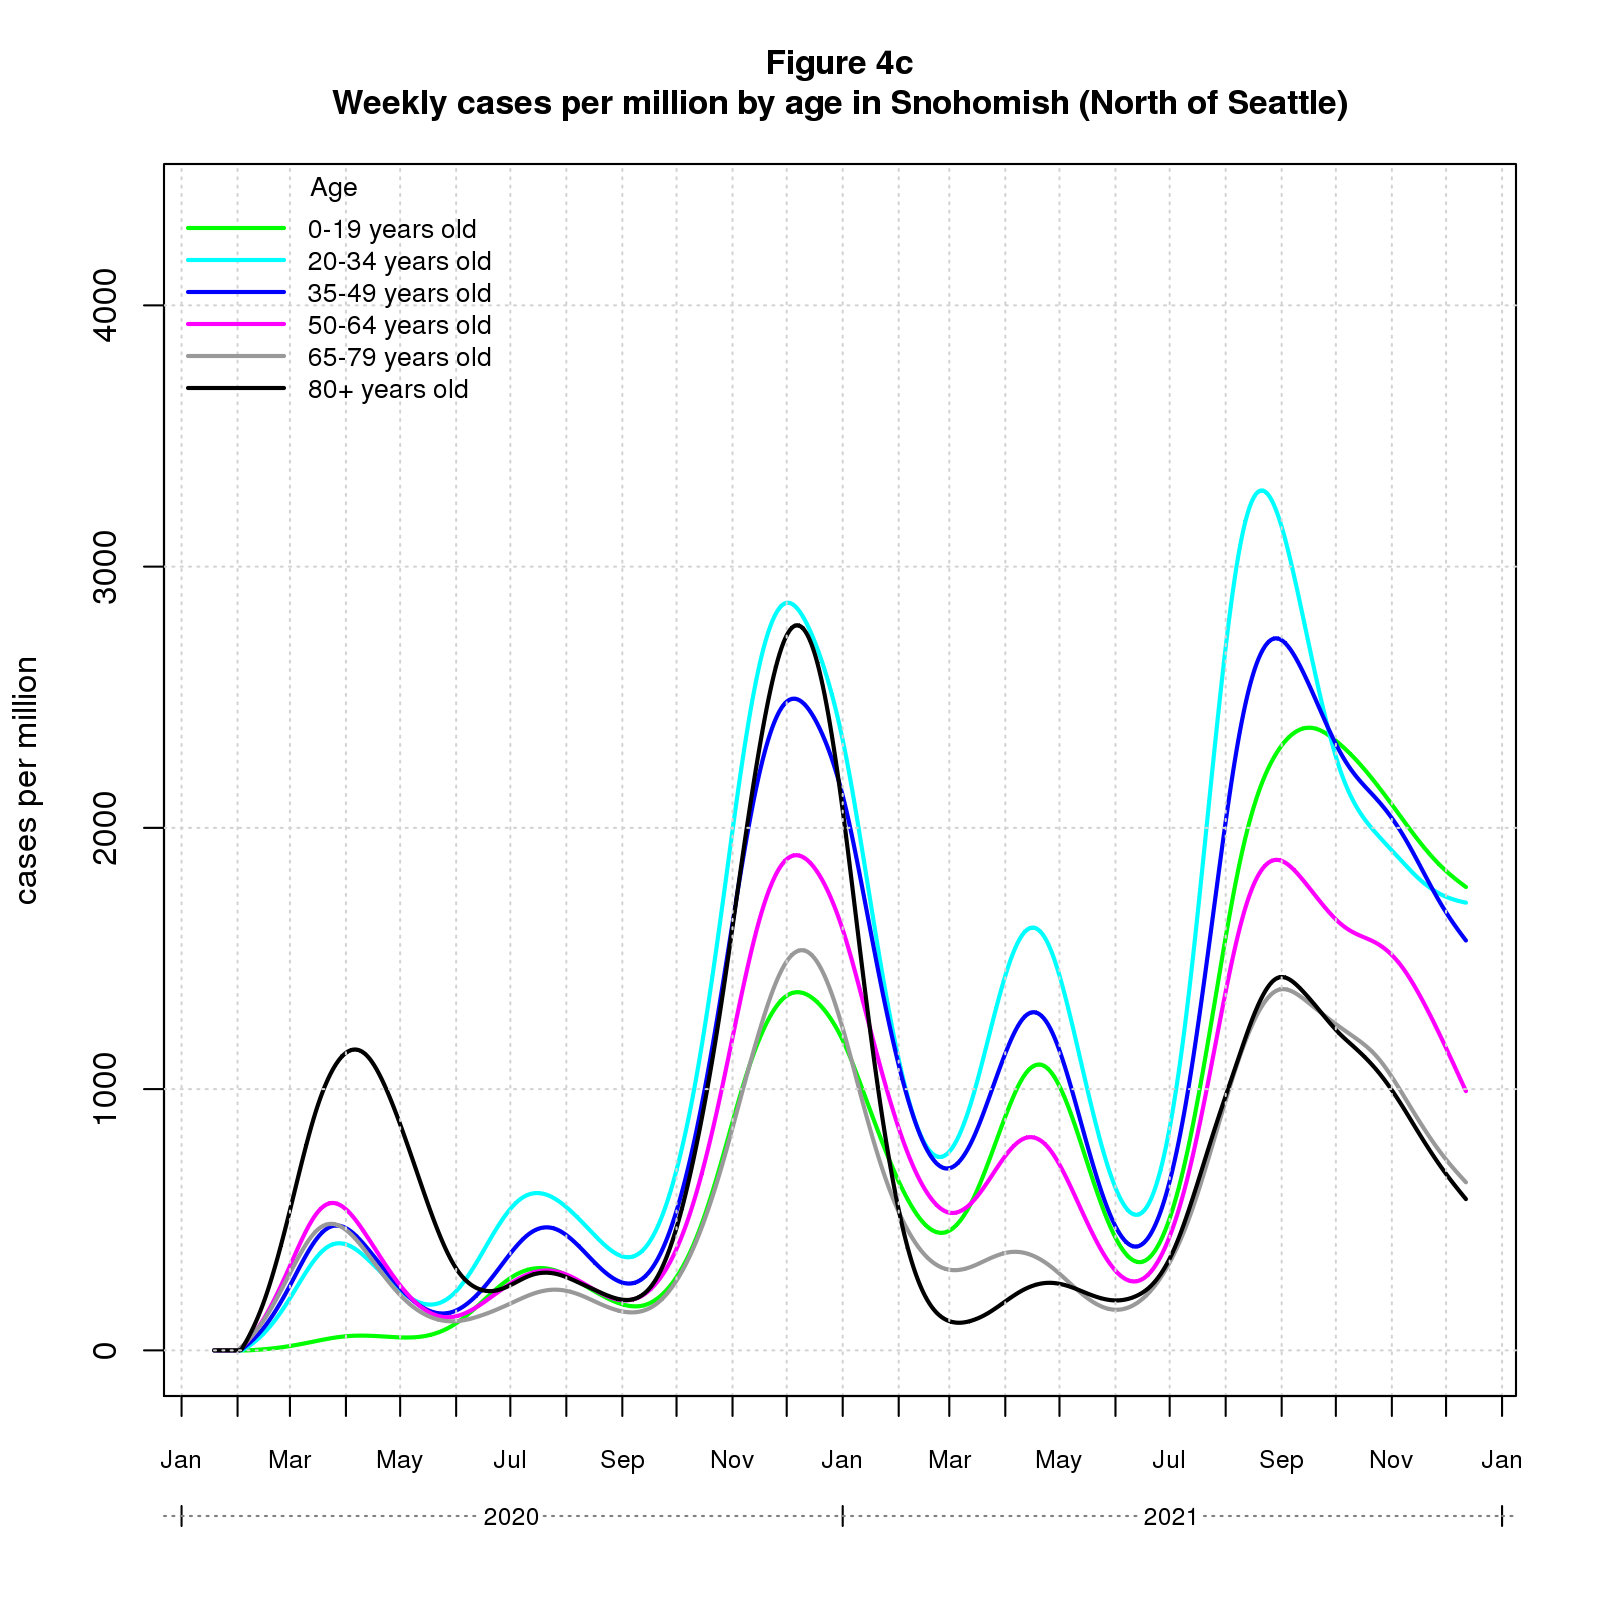 Figure 4c
Weekly cases per million by age in Snohomish (North of Seattle)
Age
0-19 years old
20-34 years old
35-49 years old
50-64 years old
65-79 years old
80+ years old
cases per million
4000
3000
2000
1000
0
Jan Mar May Jul Sep Nov Jan Mar May Jul Sep Nov Jan
2020 2021